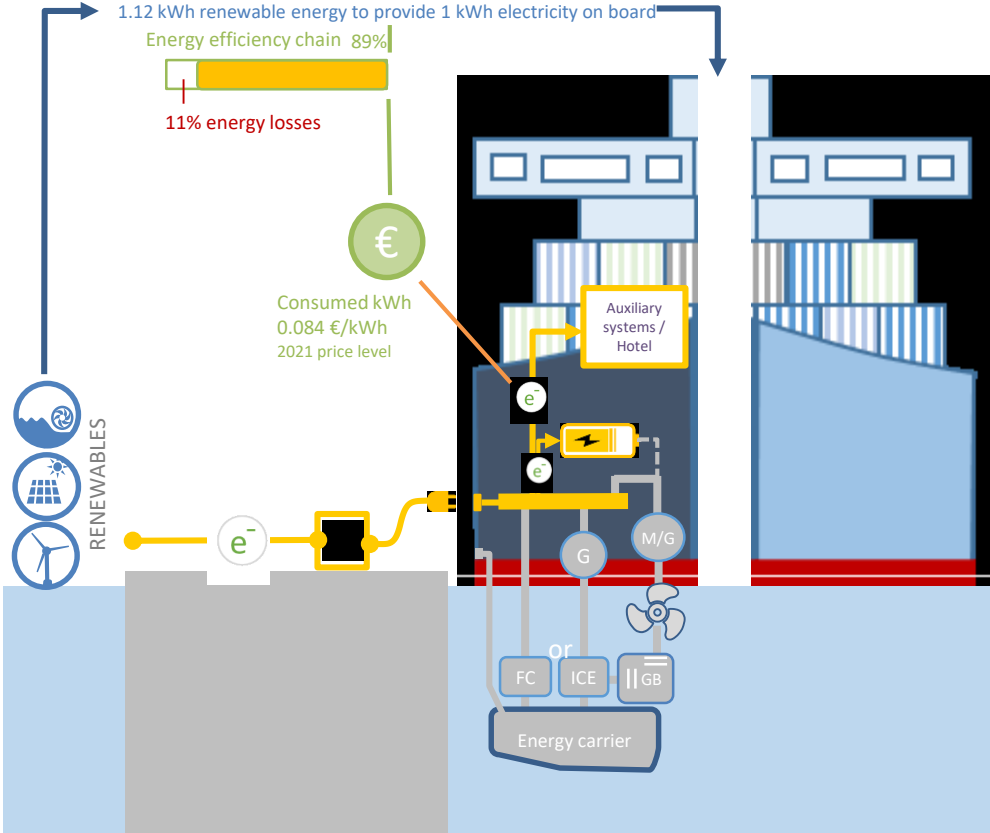 1.12 kWh renewable energy to provide 1 kWh electricity on board
Energy efficiency chain 89%
11% energy losses
€
Consumed kWh
0.084 €/kWh
2021 price level
Auxiliary
systems /
Hotel
e⁻
e⁻
RENEWABLES
e⁻
M/G
G
or
FC
ICE
GB
Energy carrier